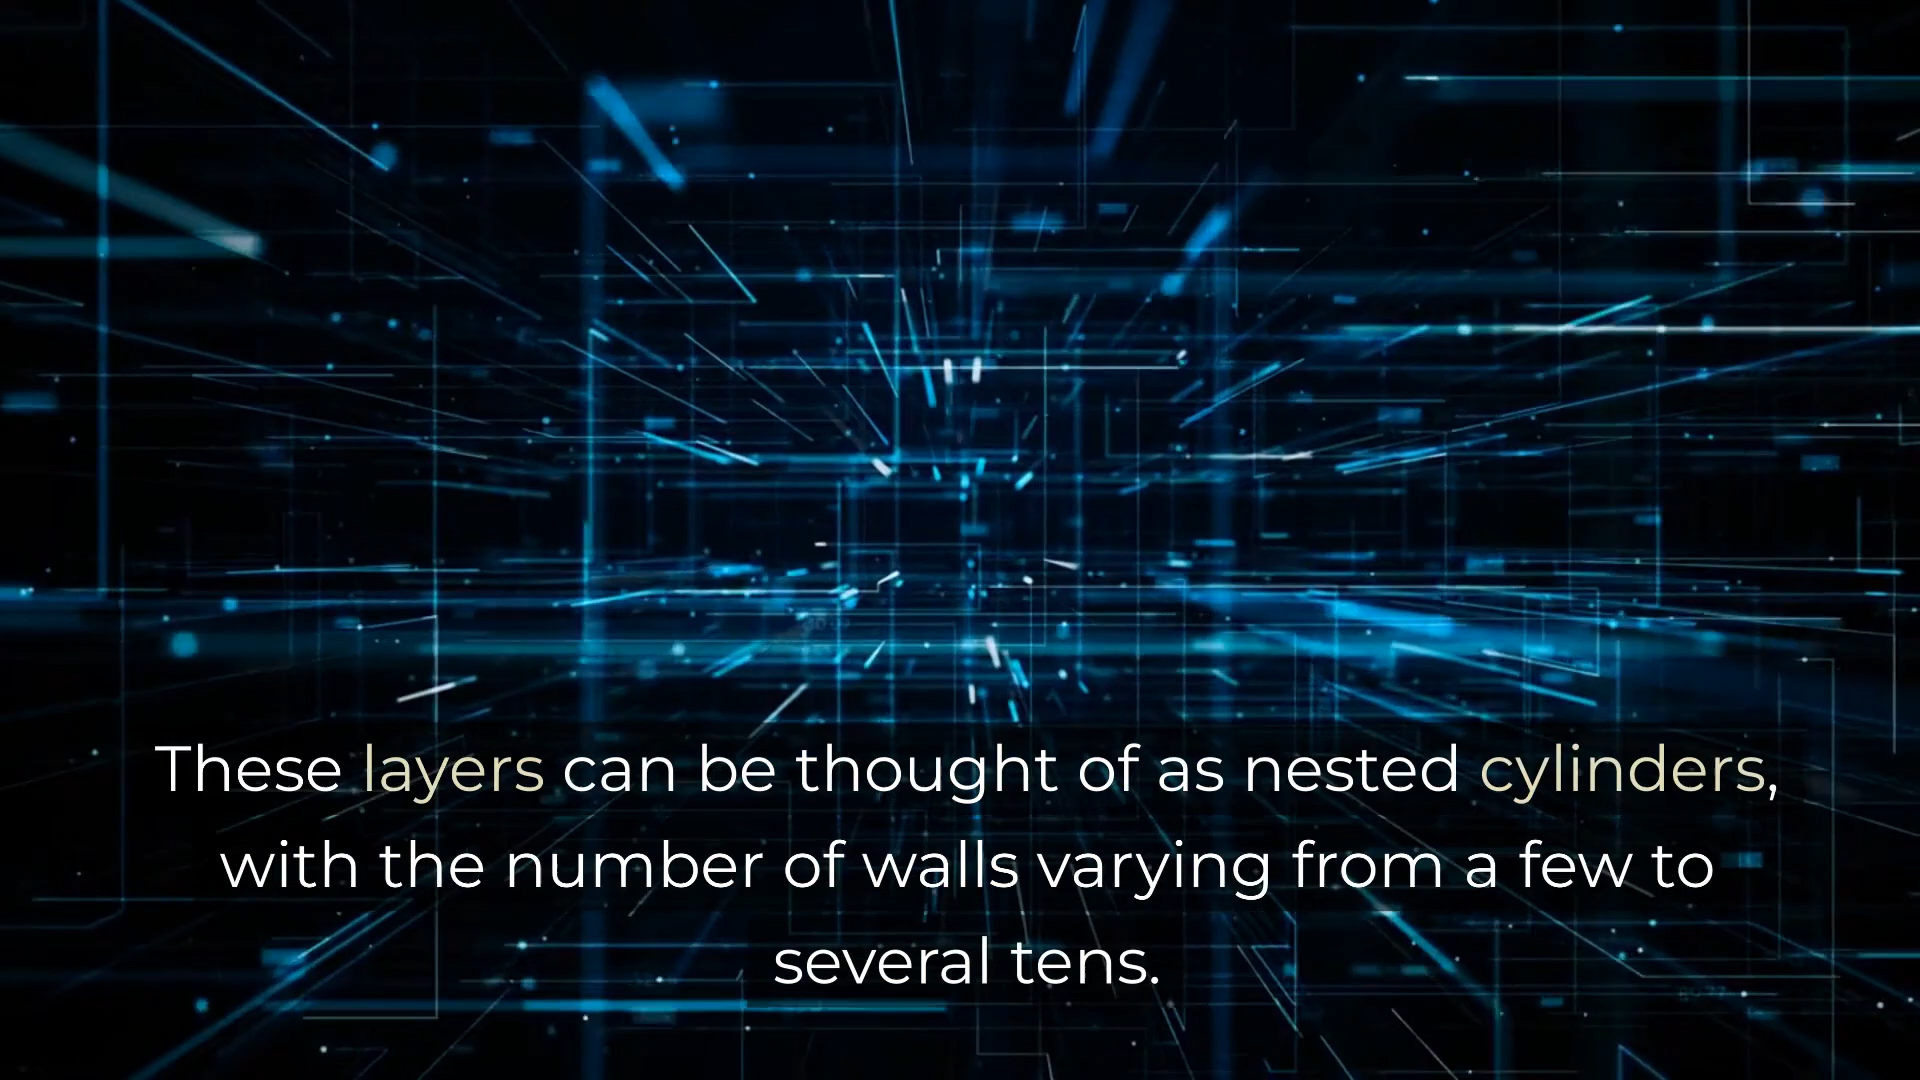 These layers can be thought of as nested cylinders,
with the number of walls varying from a few to
several tens.